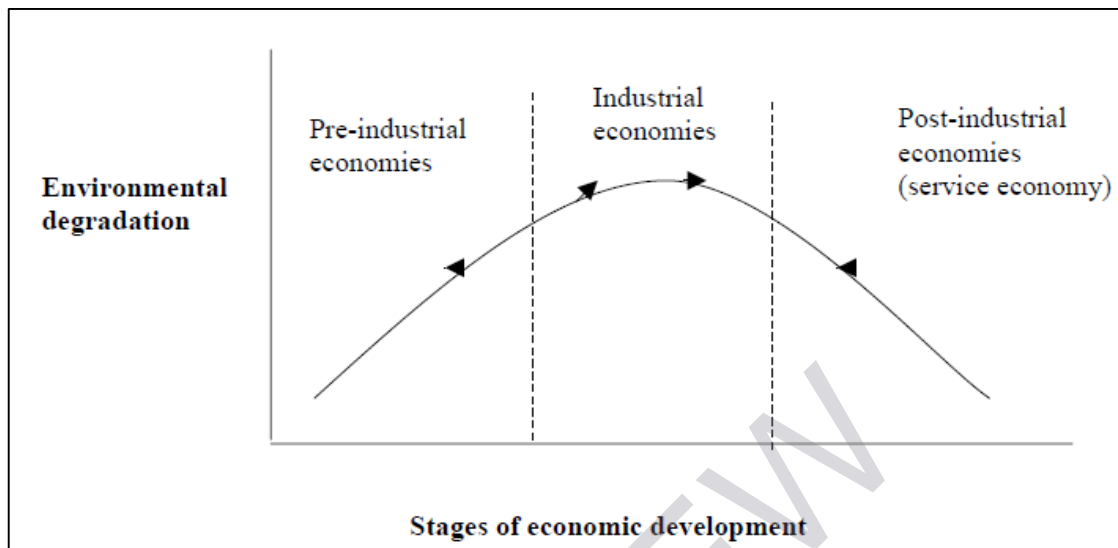 Pre-industrial
economies
Industrial
economies
Post-industrial
economies
(service economy)
Environmental
degradation
Stages of economic development